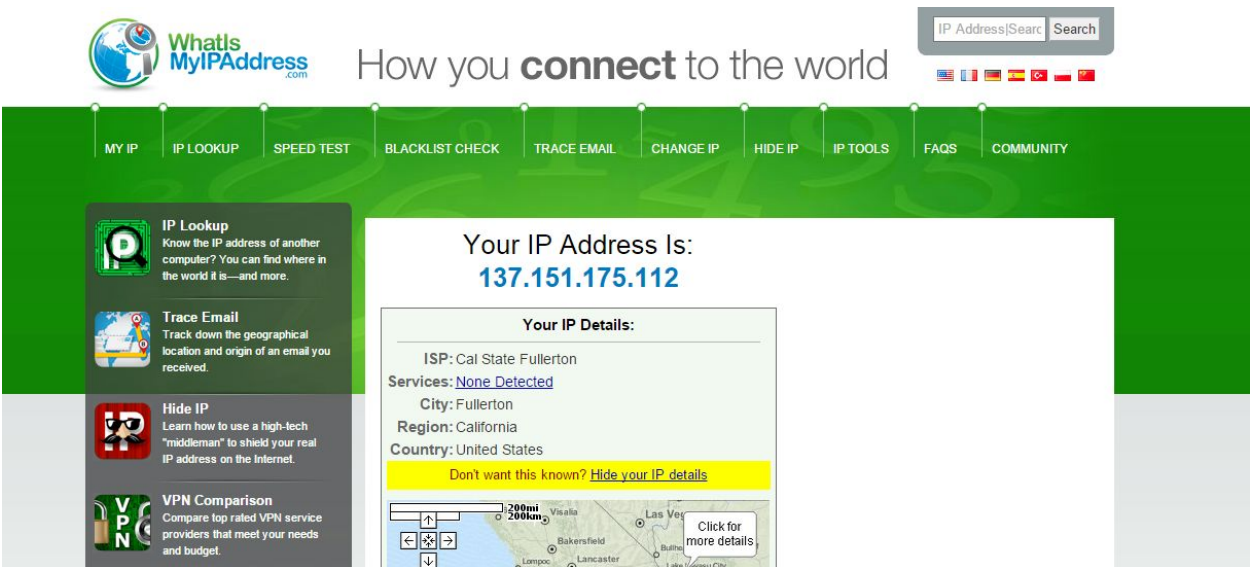 WhatIs
MyIPAddress
.com
How you connect to the world
IP Address|Searc Search
MY IP
IP LOOKUP
SPEED TEST
BLACKLIST CHECK
TRACE EMAIL
CHANGE IP
HIDE IP
IP TOOLS
FAQS
COMMUNITY
IP Lookup
Know the IP address of another
computer? You can find where in
the world it is—and more.
Trace Email
Track down the geographical
location and origin of an email you
received.
Hide IP
Learn how to use a high-tech
"middleman" to shield your real
IP address on the Internet.
VPN
VPN Comparison
Compare top rated VPN service
providers that meet your needs
and budget.
Your IP Address Is:
137.151.175.112
Your IP Details:
ISP: Cal State Fullerton
Services: None Detected
City: Fullerton
Region: California
Country: United States
Don't want this known? Hide your IP details
200mi
200km
Visalia
Las
Bakersfield
Lompoc
Lancaster
Click for
more details